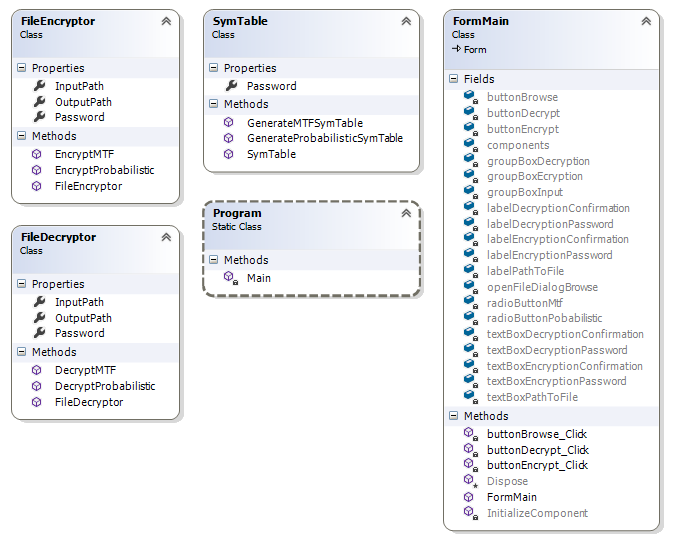 FileEncryptor
Class
Properties
InputPath
OutputPath
Password
Methods
EncryptMTF
EncryptProbabilistic
FileEncryptor
FileDecryptor
Class
Properties
InputPath
OutputPath
Password
Methods
DecryptMTF
DecryptProbabilistic
FileDecryptor
SymTable
Class
Properties
Password
Methods
GenerateMTFSymTable
GenerateProbabilisticSymTable
SymTable
Program
Static Class
Methods
Main
FormMain
Class
Form
Fields
buttonBrowse
buttonDecrypt
buttonEncrypt
components
groupBoxDecryption
groupBoxEcryption
groupBoxInput
labelDecryptionConfirmation
labelDecryptionPassword
labelEncryptionConfirmation
labelEncryptionPassword
labelPathToFile
openFileDialogBrowse
radioButtonMtf
radioButtonPobabilistic
textBoxDecryptionConfirmation
textBoxDecryptionPassword
textBoxEncryptionConfirmation
textBoxEncryptionPassword
textBoxPathToFile
Methods
buttonBrowse_Click
buttonDecrypt_Click
buttonEncrypt_Click
Dispose
FormMain
InitializeComponent